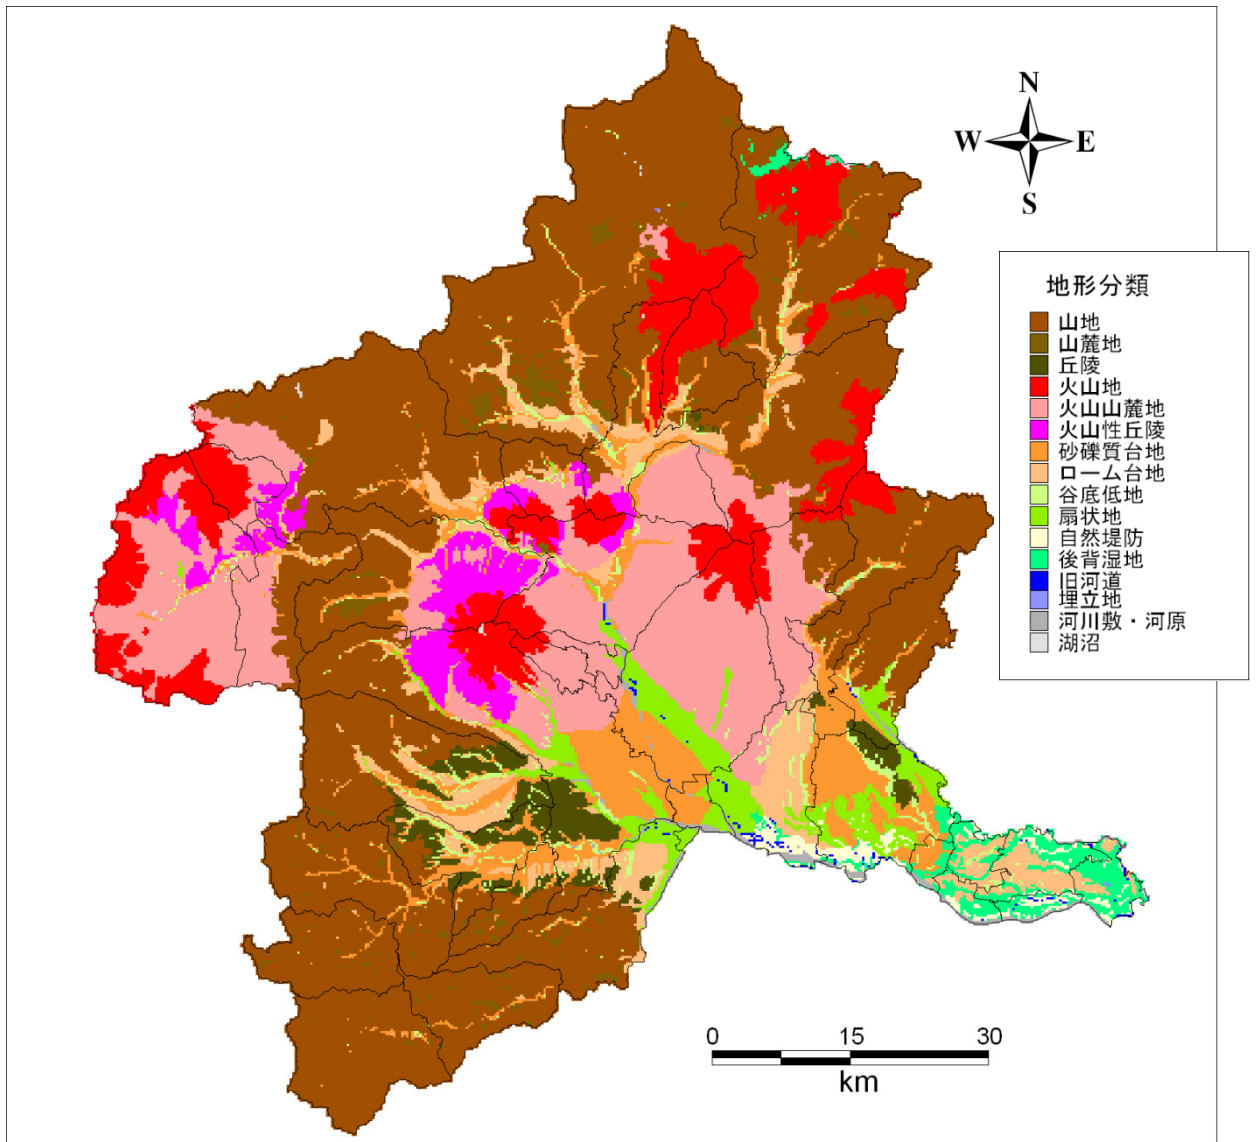 N
W E
S
地形分類
山地
山麓地
丘陵
火山地
火山山麓地
火山性丘陵
砂礫質台地
ローム台地
谷底低地
扇状地
自然堤防
後背湿地
旧河道
埋立地
河川敷・河原
湖沼
0 15 30
km